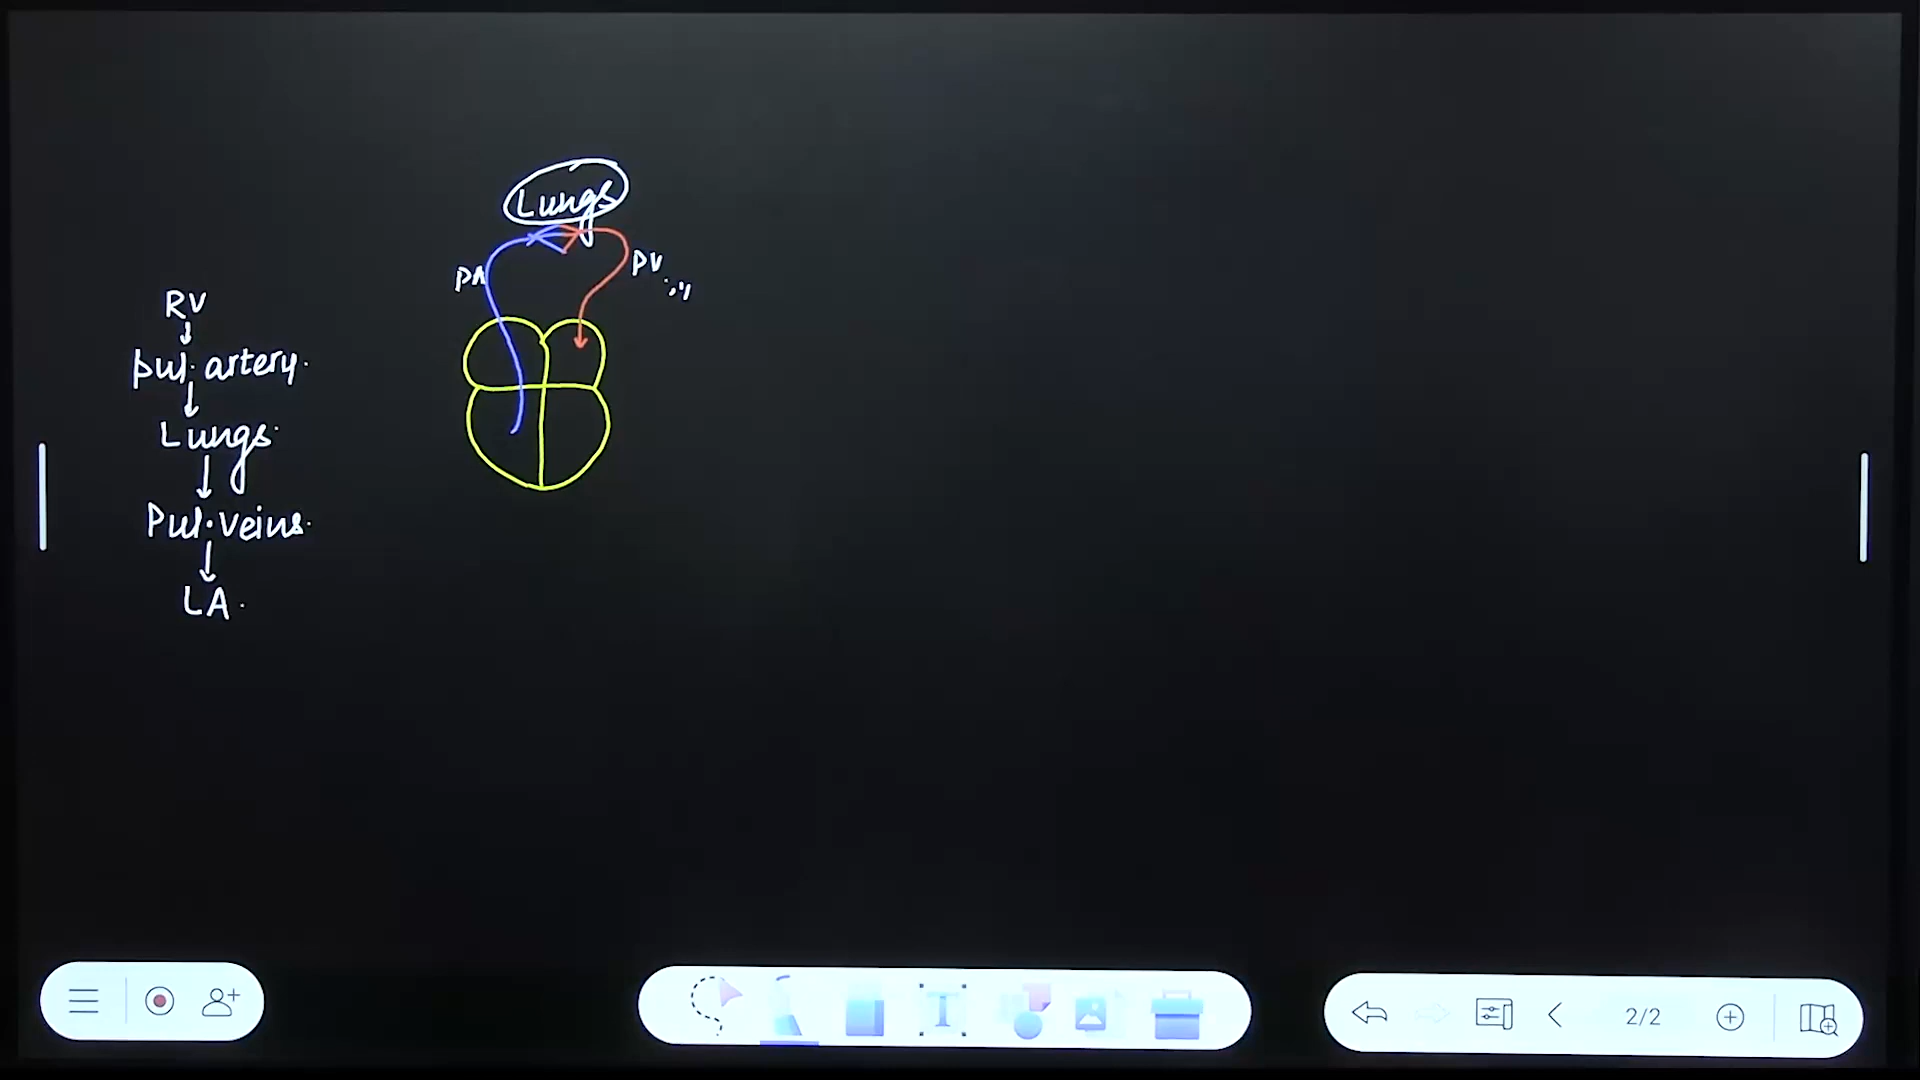 Lungs
PA
PV
RV
↓
Pul. artery.
↓
Lungs
↓
Pul. veins.
↓
LA.
2/2